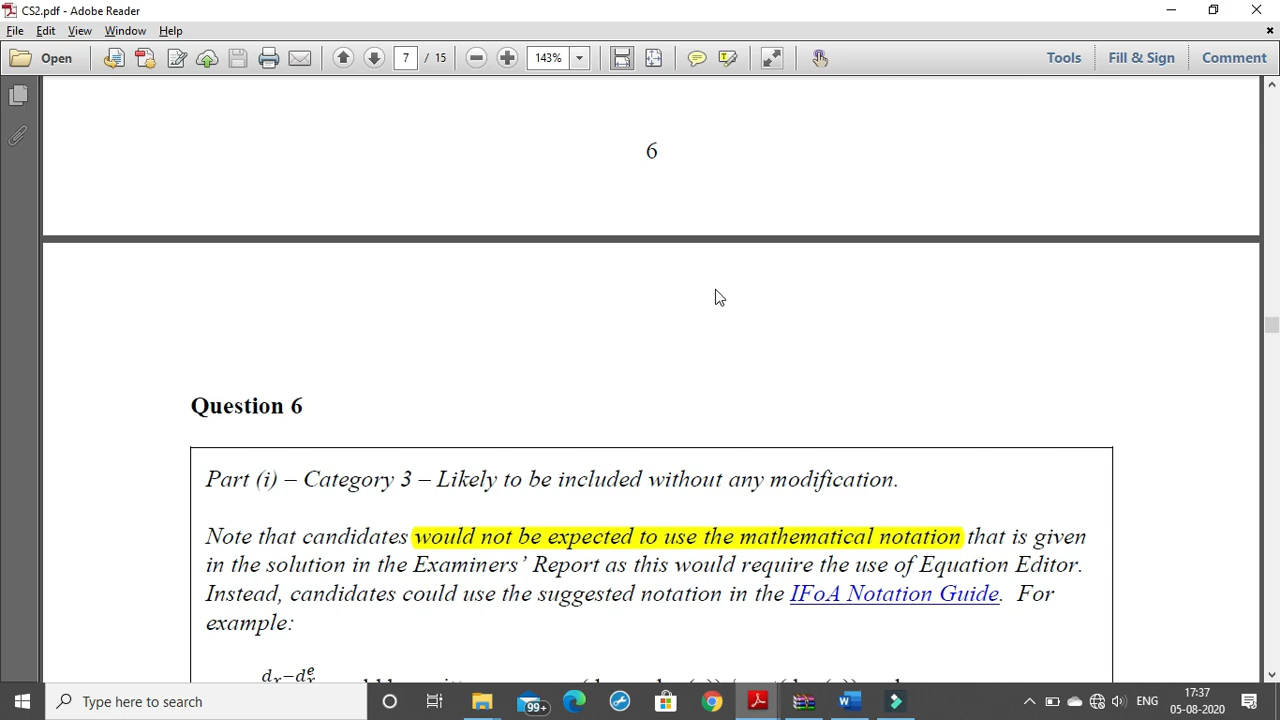 CS2.pdf - Adobe Reader
File Edit View Window Help
Open 7 / 15 143% Tools Fill & Sign Comment
6
Question 6
Part (i) – Category 3 – Likely to be included without any modification.
Note that candidates would not be expected to use the mathematical notation that is given
in the solution in the Examiners’ Report as this would require the use of Equation Editor.
Instead, candidates could use the suggested notation in the IFoA Notation Guide. For
example:
Type here to search 99+ ENG 17:37
05-08-2020